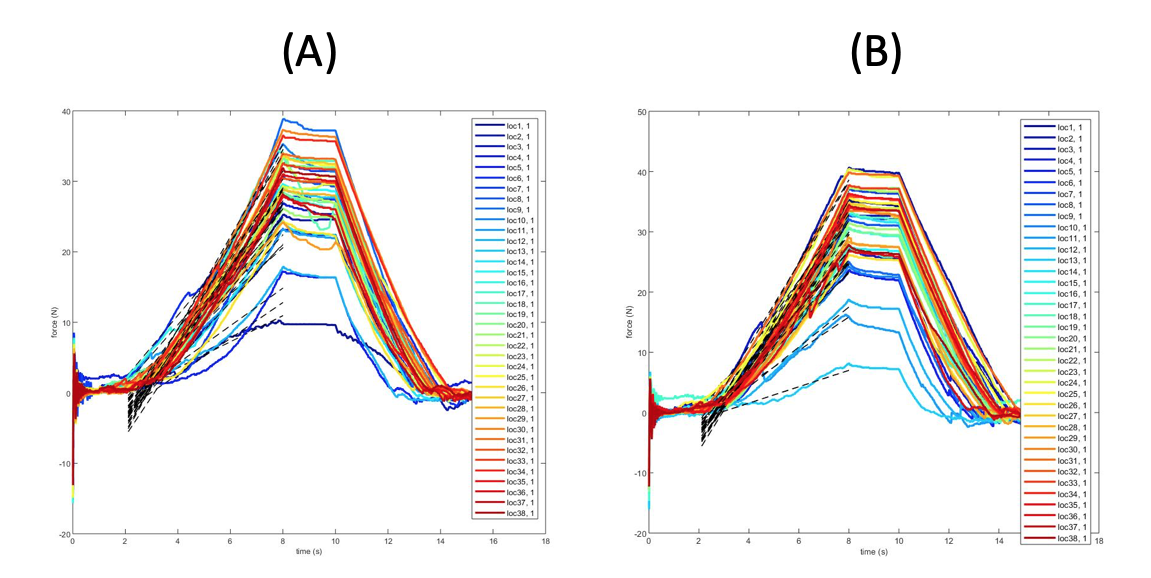 (A)
(B)
40
30
20
10
0
-10
-20
0
2
4
6
8
10
12
14
16
18
force (N)
time (s)
loc1, 1
loc2, 1
loc3, 1
loc4, 1
loc5, 1
loc6, 1
loc7, 1
loc8, 1
loc9, 1
loc10, 1
loc11, 1
loc12, 1
loc13, 1
loc14, 1
loc15, 1
loc16, 1
loc17, 1
loc18, 1
loc19, 1
loc20, 1
loc21, 1
loc22, 1
loc23, 1
loc24, 1
loc25, 1
loc26, 1
loc27, 1
loc28, 1
loc29, 1
loc30, 1
loc31, 1
loc32, 1
loc33, 1
loc34, 1
loc35, 1
loc36, 1
loc37, 1
loc38, 1
50
40
30
20
10
0
-10
-20
0
2
4
6
8
10
12
14
18
force (N)
time (s)
loc1, 1
loc2, 1
loc3, 1
loc4, 1
loc5, 1
loc6, 1
loc7, 1
loc8, 1
loc9, 1
loc10, 1
loc11, 1
loc12, 1
loc13, 1
loc14, 1
loc15, 1
loc16, 1
loc17, 1
loc18, 1
loc19, 1
loc20, 1
loc21, 1
loc22, 1
loc23, 1
loc24, 1
loc25, 1
loc26, 1
loc27, 1
loc28, 1
loc29, 1
loc30, 1
loc31, 1
loc32, 1
loc33, 1
loc34, 1
loc35, 1
loc36, 1
loc37, 1
loc38, 1